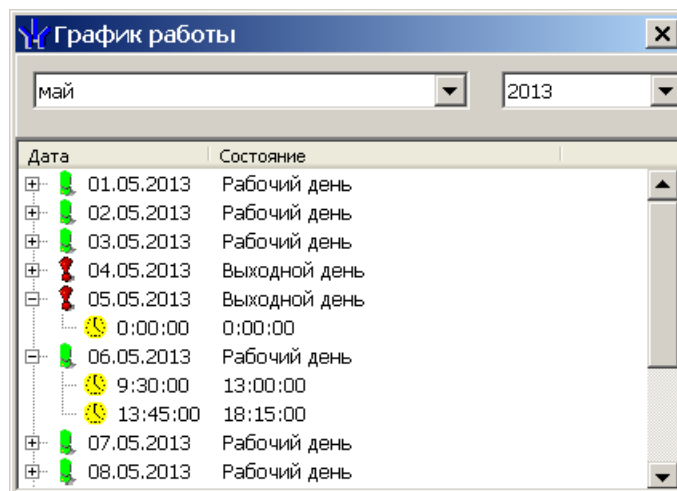 График работы
май 2013
Дата Состояние
01.05.2013 Рабочий день
02.05.2013 Рабочий день
03.05.2013 Рабочий день
04.05.2013 Выходной день
05.05.2013 Выходной день
0:00:00 0:00:00
06.05.2013 Рабочий день
9:30:00 13:00:00
13:45:00 18:15:00
07.05.2013 Рабочий день
08.05.2013 Рабочий день